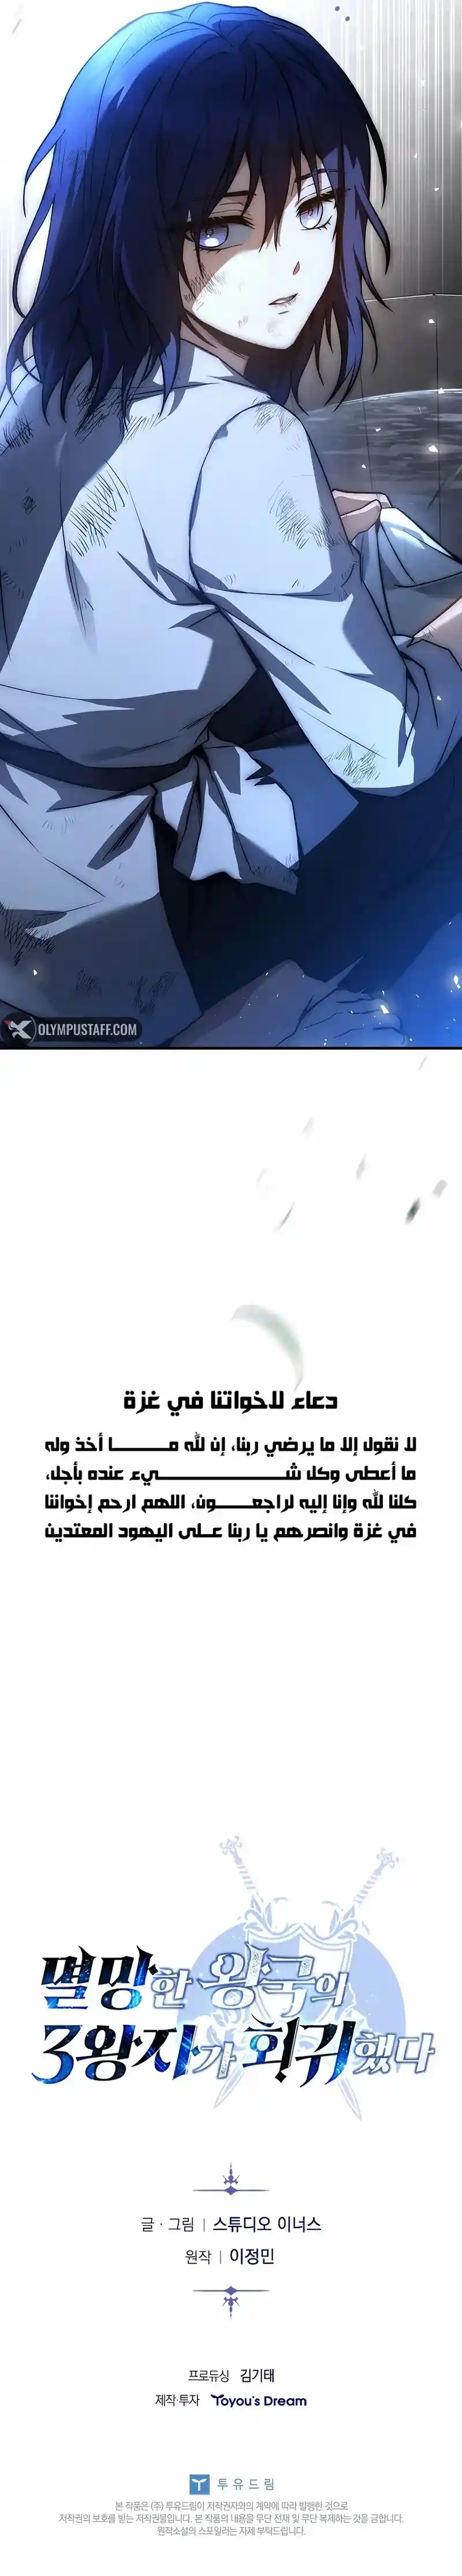 OLYMPUSTAFF.COM
دعاء لاخواتنا في غزة
لا نقول إلا ما يرضي ربنا، إن لله مـــا أخذ وله
ما أعطى وكل شـــيء عنده بأجل،
كلنا لله وإنا إليه لراجعـــون، اللهم ارحم إخواتنا
في غزة وانصرهم يا ربنا علـى اليهود المعتدين
멸망한 왕국의
3왕자가 회귀했다
글 · 그림 | 스튜디오 이너스
원작 | 이정민
프로듀싱 김기태
제작·투자 Toyou's Dream
투유드림
본 작품은 (주) 투유드림이 저작권자와의 계약에 따라 발행한 것으로
저작권의 보호를 받는 저작권물입니다. 본 작품의 내용을 무단 전재 및 무단 복제하는 것을 금합니다.
원작소설의 스포일러는 자제 부탁드립니다.